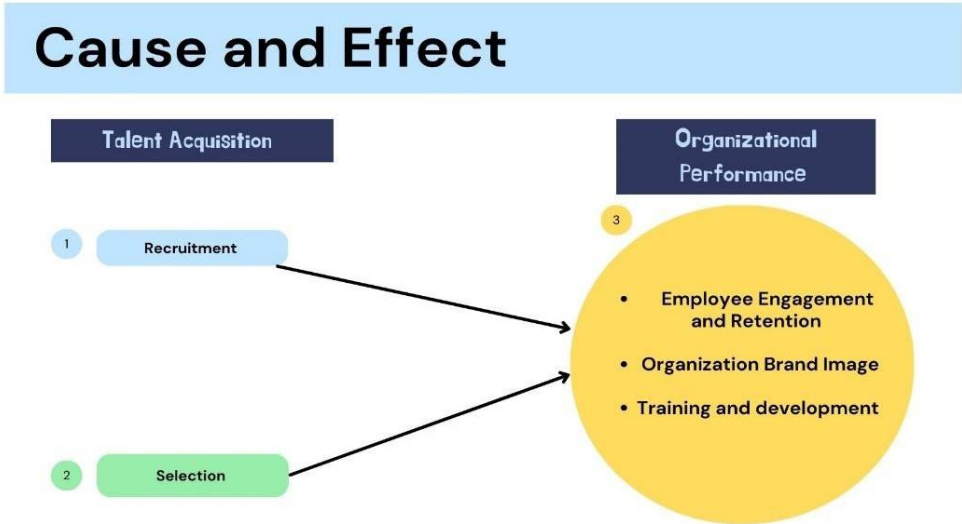 Cause and Effect
Talent Acquisition
Organizational
Performance
1
Recruitment
3
• Employee Engagement
and Retention
• Organization Brand Image
• Training and development
2
Selection